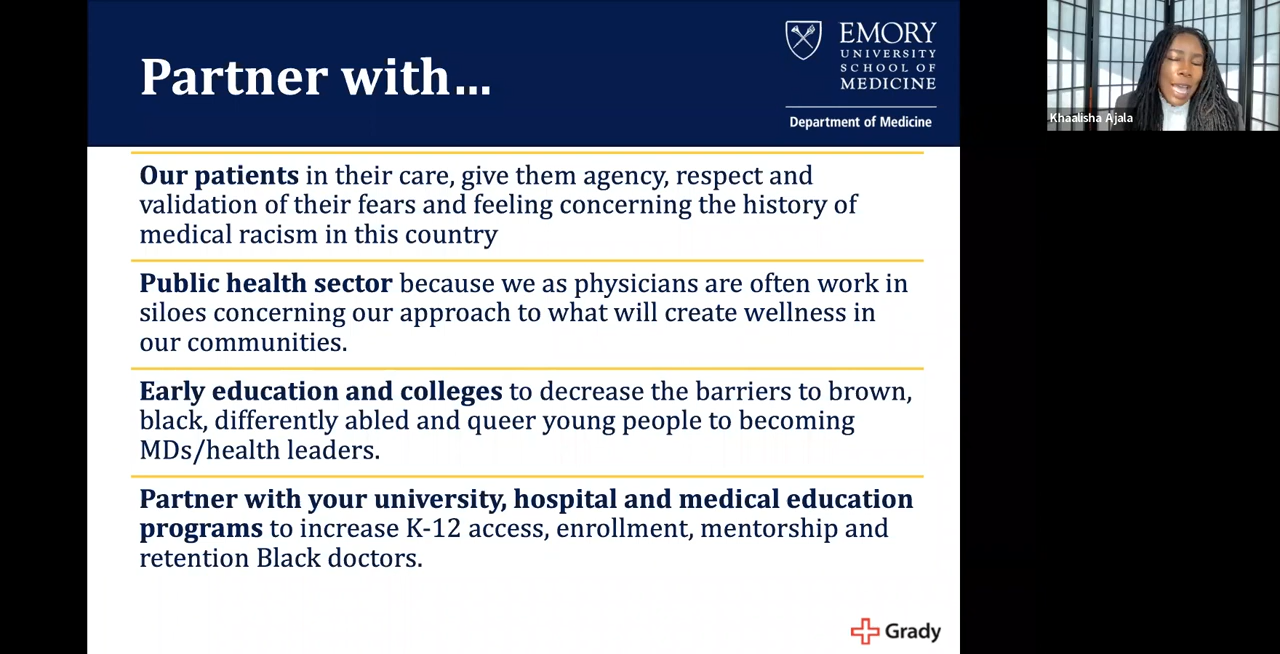 Partner with...
EMORY
UNIVERSITY
SCHOOL OF
MEDICINE
Department of Medicine
Our patients in their care, give them agency, respect and
validation of their fears and feeling concerning the history of
medical racism in this country
Public health sector because we as physicians are often work in
siloes concerning our approach to what will create wellness in
our communities.
Early education and colleges to decrease the barriers to brown,
black, differently abled and queer young people to becoming
MDs/health leaders.
Partner with your university, hospital and medical education
programs to increase K-12 access, enrollment, mentorship and
retention Black doctors.
Grady
Khaalisha Ajala